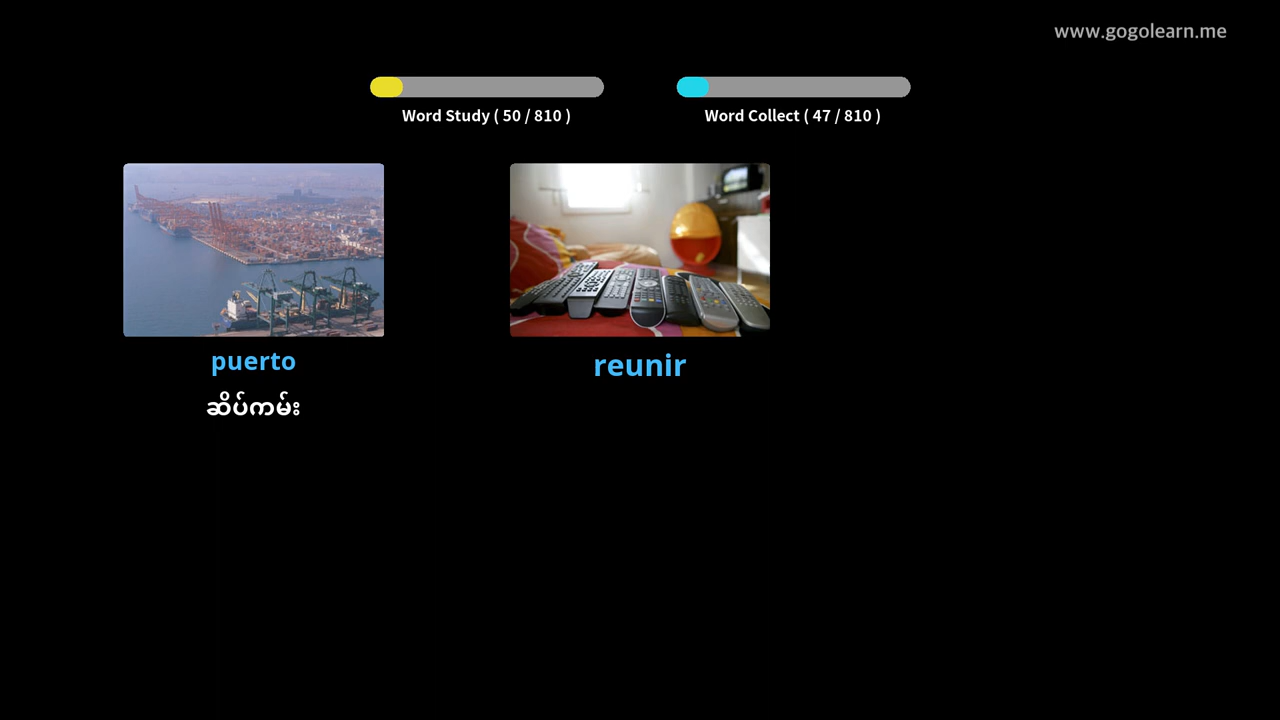 www.gogolearn.me
Word Study ( 50 / 810 )
Word Collect ( 47 / 810 )
puerto
ဆိပ်ကမ်း
reunir